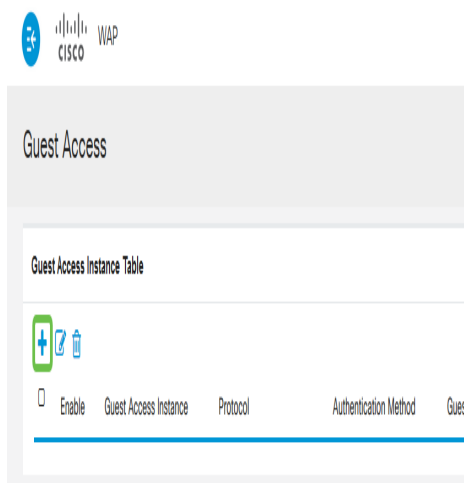 CISCO WAP
Guest Access
Guest Access Instance Table
Enable Guest Access Instance Protocol Authentication Method